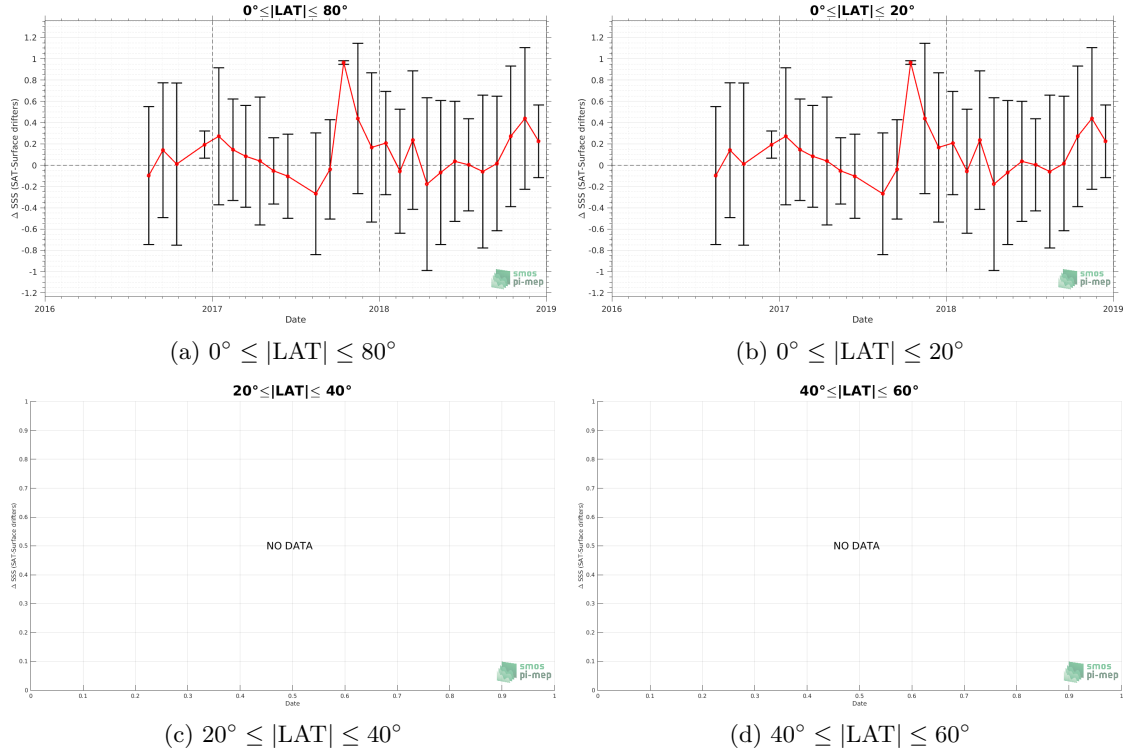 0°≤|LAT|≤ 80°
Δ SSS (SAT-Surface drifters)
1.2
1
0.8
0.6
0.4
0.2
0
-0.2
-0.4
-0.6
-0.8
-1
-1.2
2016
2017
2018
2019
Date
smos
pi-mep
(a) 0° ≤ |LAT| ≤ 80°
0°≤|LAT|≤ 20°
Δ SSS (SAT-Surface drifters)
1.2
1
0.8
0.6
0.4
0.2
0
-0.2
-0.4
-0.6
-0.8
-1
-1.2
2016
2017
2018
2019
Date
smos
pi-mep
(b) 0° ≤ |LAT| ≤ 20°
20°≤|LAT|≤ 40°
Δ SSS (SAT-Surface drifters)
1
0.9
0.8
0.7
0.6
0.5
0.4
0.3
0.2
0.1
0
NO DATA
0 0.1 0.2 0.3 0.4 0.5 0.6 0.7 0.8 0.9 1
Date
smos
pi-mep
(c) 20° ≤ |LAT| ≤ 40°
40°≤|LAT|≤ 60°
Δ SSS (SAT-Surface drifters)
1
0.9
0.8
0.7
0.6
0.5
0.4
0.3
0.2
0.1
0
NO DATA
0 0.1 0.2 0.3 0.4 0.5 0.6 0.7 0.8 0.9 1
Date
smos
pi-mep
(d) 40° ≤ |LAT| ≤ 60°